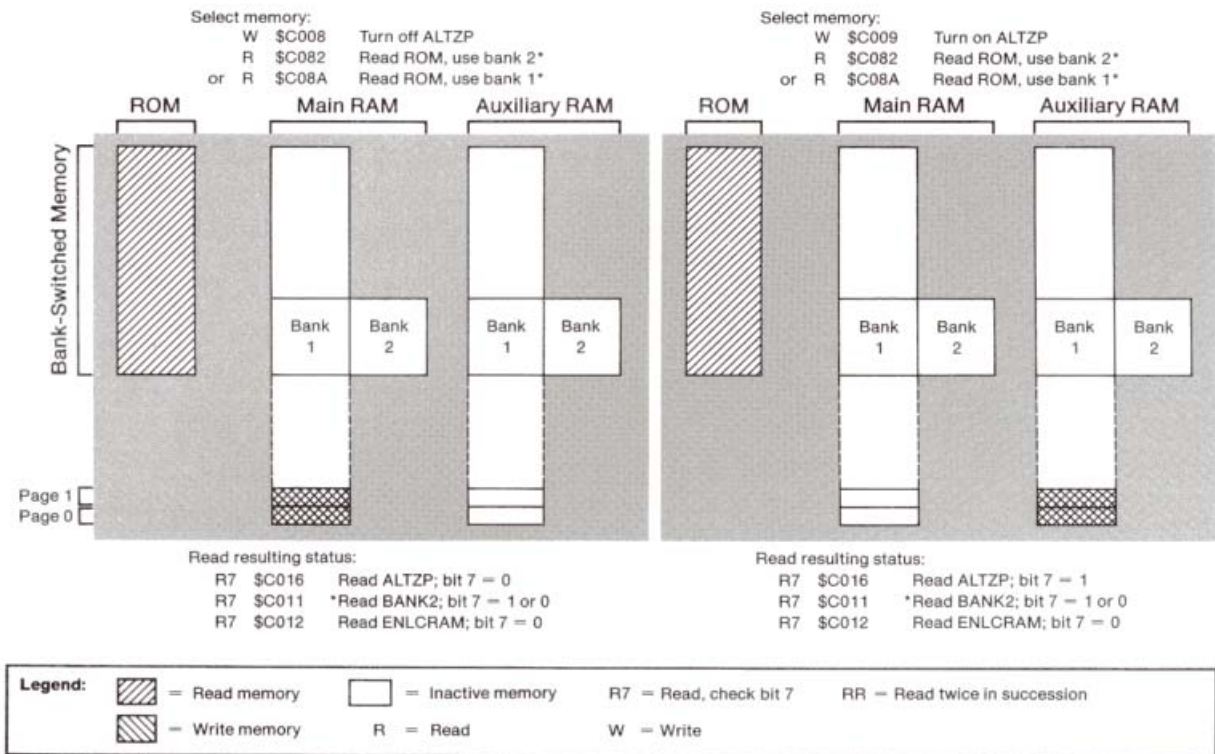 Select memory:
W $C008 Turn off ALTZP
R $C082 Read ROM, use bank 2*
or R $C08A Read ROM, use bank 1*
ROM Main RAM Auxiliary RAM
Bank-Switched Memory
Bank 1
Bank 2
Bank 1
Bank 2
Page 1
Page 0
Read resulting status:
R7 $C016 Read ALTZP; bit 7 = 0
R7 $C011 *Read BANK2; bit 7 = 1 or 0
R7 $C012 Read ENLCRAM; bit 7 = 0
Select memory:
W $C009 Turn on ALTZP
R $C082 Read ROM, use bank 2*
or R $C08A Read ROM, use bank 1*
ROM Main RAM Auxiliary RAM
Bank 1
Bank 2
Bank 1
Bank 2
Read resulting status:
R7 $C016 Read ALTZP; bit 7 = 1
R7 $C011 *Read BANK2; bit 7 = 1 or 0
R7 $C012 Read ENLCRAM; bit 7 = 0
Legend: = Read memory = Inactive memory R7 = Read, check bit 7 RR = Read twice in succession
= Write memory R = Read W = Write